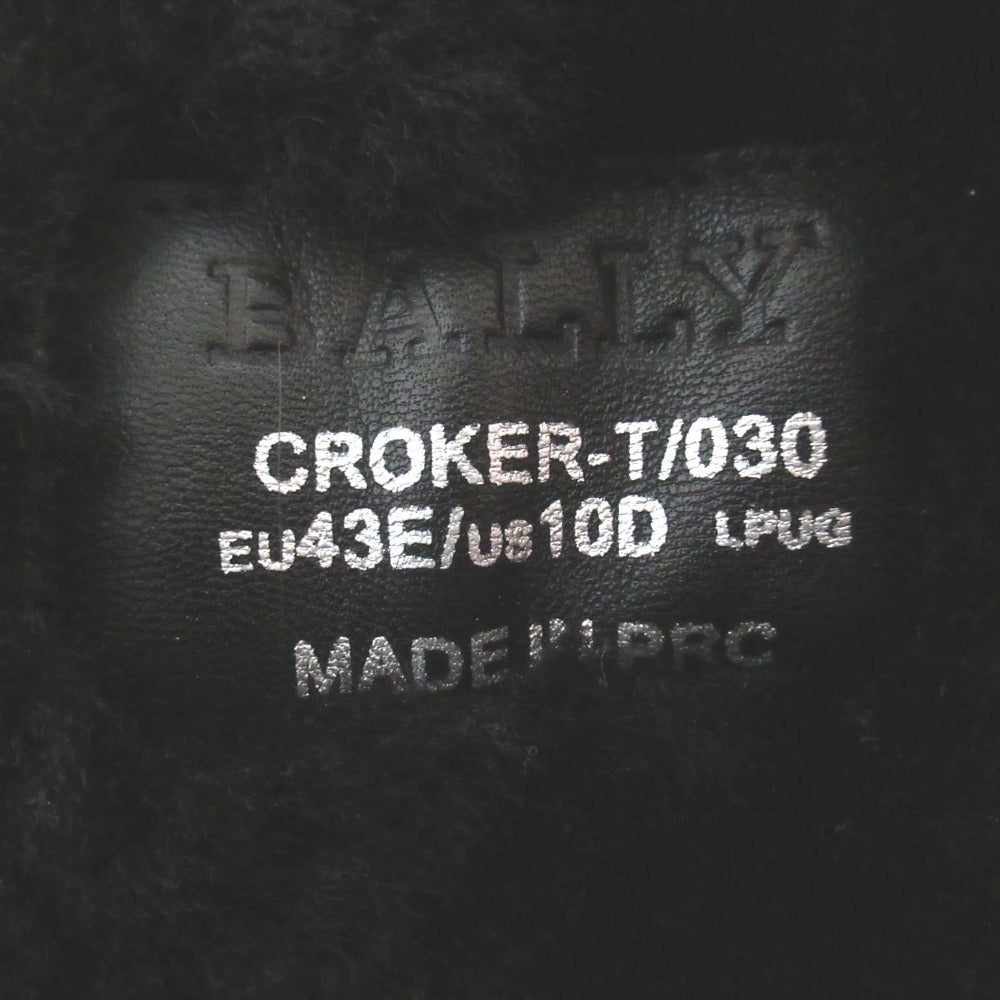 BALLY
CROKER-T/030
EU43E/US10D LPUG
MADE IN PRC